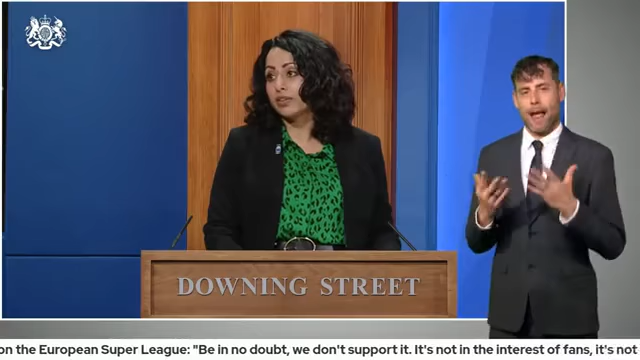 DOWNING STREET
on the European Super League: "Be in no doubt, we don't support it. It's not in the interest of fans, it's not